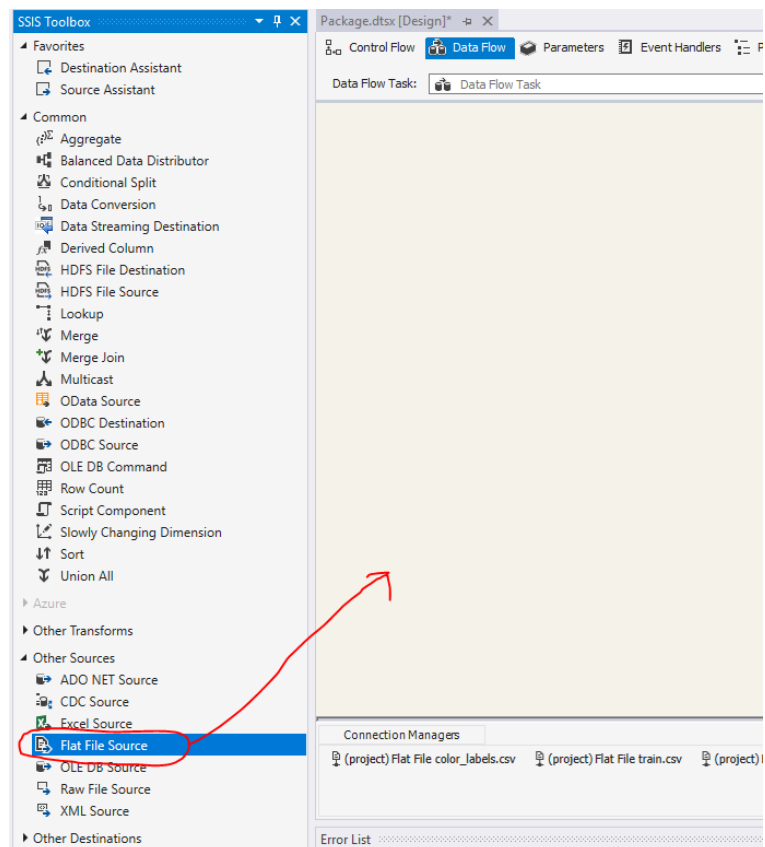 SSIS Toolbox
Favorites
Destination Assistant
Source Assistant
Common
Aggregate
Balanced Data Distributor
Conditional Split
Data Conversion
Data Streaming Destination
Derived Column
HDFS File Destination
HDFS File Source
Lookup
Merge
Merge Join
Multicast
OData Source
ODBC Destination
ODBC Source
OLE DB Command
Row Count
Script Component
Slowly Changing Dimension
Sort
Union All
Azure
Other Transforms
Other Sources
ADO NET Source
CDC Source
Excel Source
Flat File Source
OLE DB Source
Raw File Source
XML Source
Other Destinations
Package.dtsx [Design]*
Control Flow Data Flow Parameters Event Handlers P
Data Flow Task: Data Flow Task
Connection Managers
(project) Flat File color_labels.csv (project) Flat File train.csv (project)
Error List